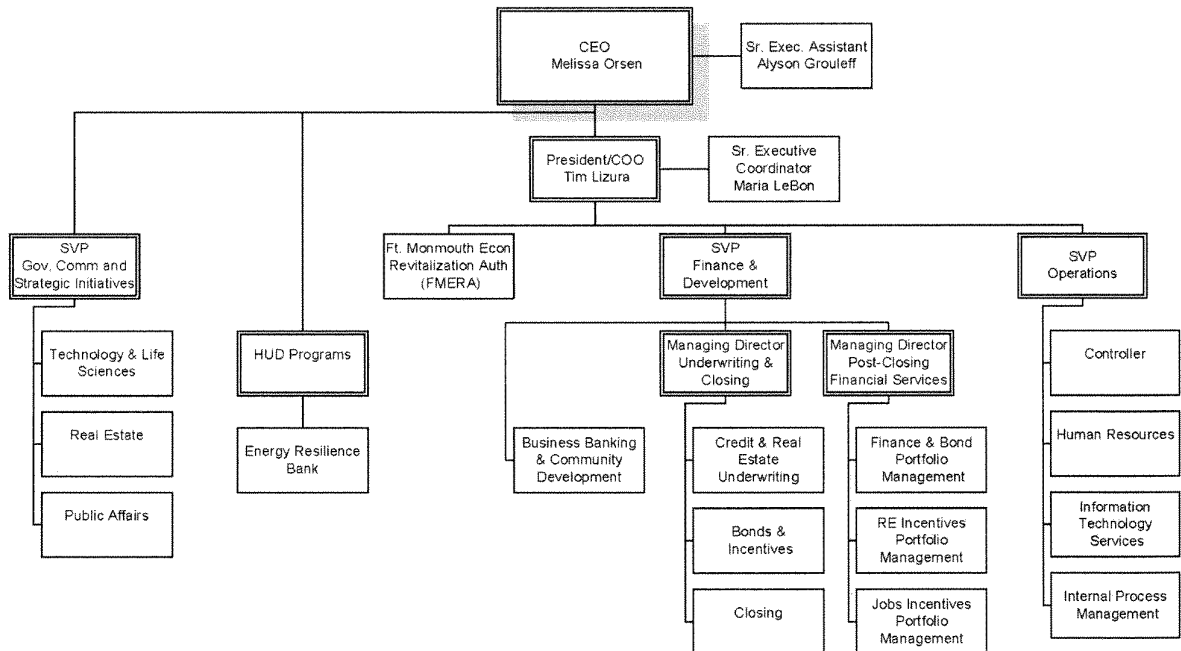 CEO
Melissa Orsen
Sr. Exec. Assistant
Alyson Grouleff
President/COO
Tim Lizura
Sr. Executive
Coordinator
Maria LeBon
SVP
Gov, Comm and
Strategic Initiatives
Ft. Monmouth Econ
Revitalization Auth
(FMERA)
SVP
Finance &
Development
SVP
Operations
Technology & Life
Sciences
Real Estate
Public Affairs
HUD Programs
Energy Resilience
Bank
Managing Director
Underwriting &
Closing
Managing Director
Post-Closing
Financial Services
Business Banking
& Community
Development
Credit & Real
Estate
Underwriting
Bonds &
Incentives
Closing
Finance & Bond
Portfolio
Management
RE Incentives
Portfolio
Management
Jobs Incentives
Portfolio
Management
Controller
Human Resources
Information
Technology
Services
Internal Process
Management